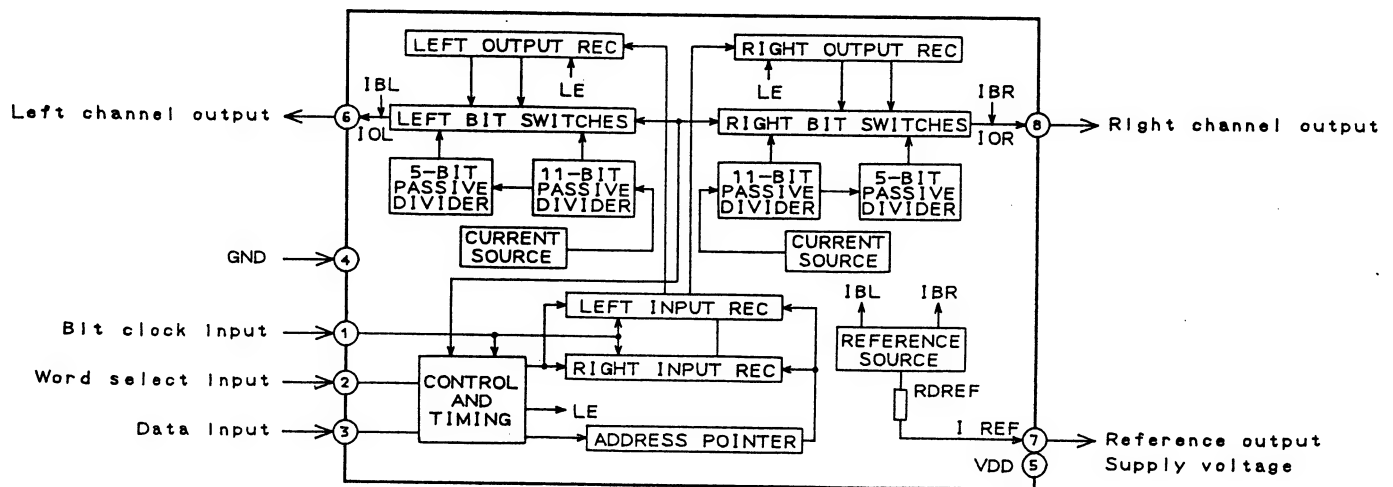 LEFT OUTPUT REC
RIGHT OUTPUT REC
IBL
LE
LE
IBR
Left channel output
6
LEFT BIT SWITCHES
RIGHT BIT SWITCHES
8
Right channel output
IOL
IOR
5-BIT
PASSIVE
DIVIDER
11-BIT
PASSIVE
DIVIDER
11-BIT
PASSIVE
DIVIDER
5-BIT
PASSIVE
DIVIDER
CURRENT
SOURCE
CURRENT
SOURCE
GND
4
IBL
IBR
LEFT INPUT REC
Bit clock input
1
REFERENCE
SOURCE
RIGHT INPUT REC
Word select input
2
CONTROL
AND
TIMING
RDREF
LE
Data input
3
ADDRESS POINTER
I REF
7
Reference output
VDD
5
Supply voltage